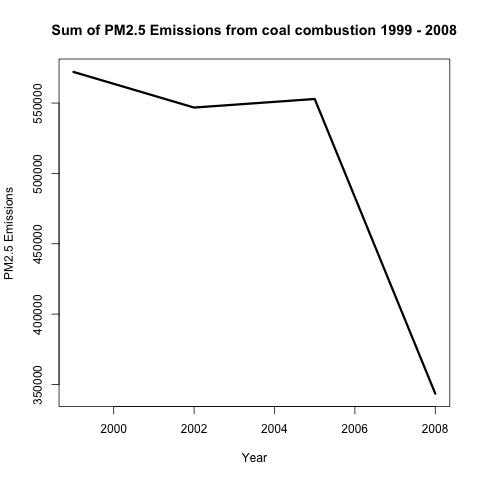 Sum of PM2.5 Emissions from coal combustion 1999 - 2008
PM2.5 Emissions
550000
500000
450000
400000
350000
2000 2002 2004 2006 2008
Year